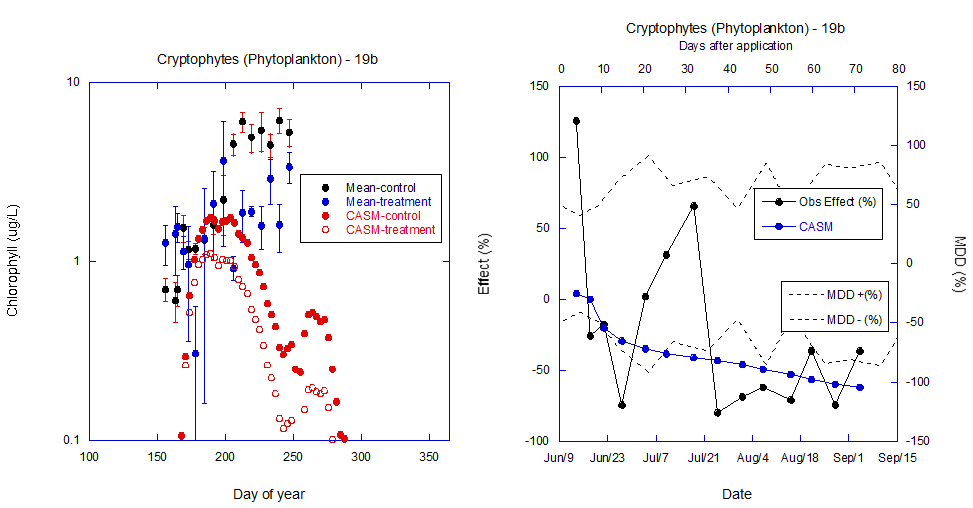 Cryptophytes (Phytoplankton) - 19b
10
1
0.1
100
150
200
250
300
350
Chlorophyll (ug/L)
Day of year
Mean-control
Mean-treatment
CASM-control
CASM-treatment
Cryptophytes (Phytoplankton) - 19b
Days after application
0
10
20
30
40
50
60
70
80
150
100
50
0
-50
-100
Effect (%)
150
100
50
0
-50
-100
-150
MDD (%)
Obs Effect (%)
CASM
MDD +(%)
MDD - (%)
Jun/9
Jun/23
Jul/7
Jul/21
Aug/4
Aug/18
Sep/1
Sep/15
Date